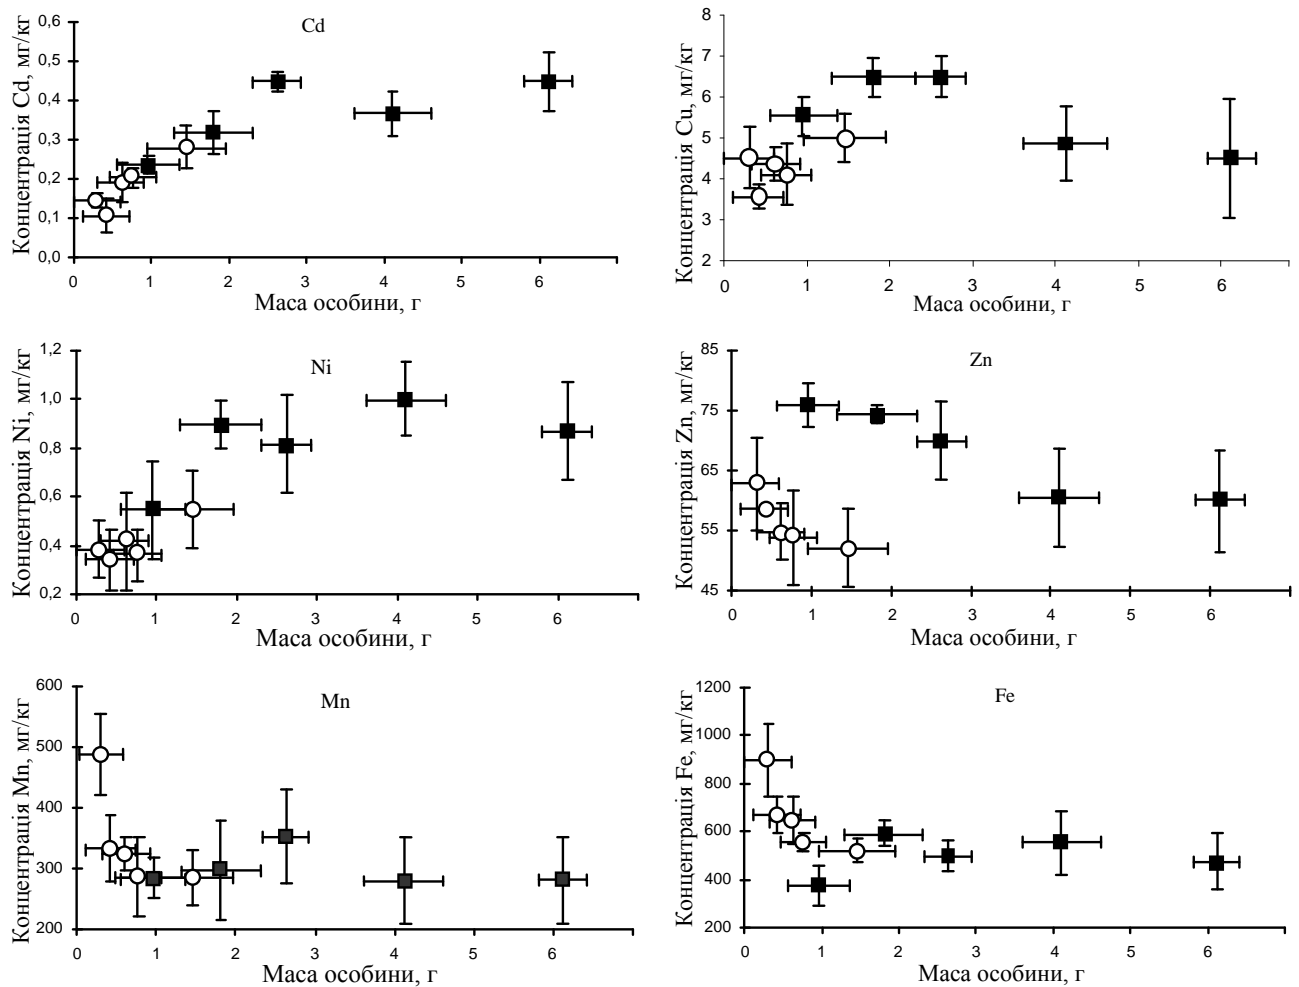 Cd
Концентрація Cd, мг/кг
0,6
0,5
0,4
0,3
0,2
0,1
0,0
0 1 2 3 4 5 6
Маса особини, г
Концентрація Cu, мг/кг
8
7
6
5
4
3
2
0 1 2 3 4 5 6
Маса особини, г
Ni
Концентрація Ni, мг/кг
1,2
1,0
0,8
0,6
0,4
0,2
0 1 2 3 4 5 6
Маса особини, г
Zn
Концентрація Zn, мг/кг
85
75
65
55
45
0 1 2 3 4 5 6
Маса особини, г
Mn
Концентрація Mn, мг/кг
600
500
400
300
200
0 1 2 3 4 5 6
Маса особини, г
Fe
Концентрація Fe, мг/кг
1200
1000
800
600
400
200
0 1 2 3 4 5 6
Маса особини, г